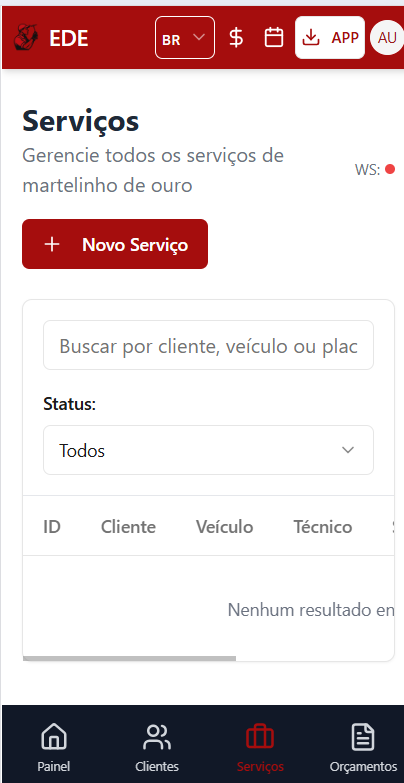 EDE BR $ APP AU
Serviços
Gerencie todos os serviços de
martelinho de ouro
WS:
+ Novo Serviço
Buscar por cliente, veículo ou plac
Status:
Todos
ID Cliente Veículo Técnico
Nenhum resultado en
Painel Clientes Serviços Orçamentos